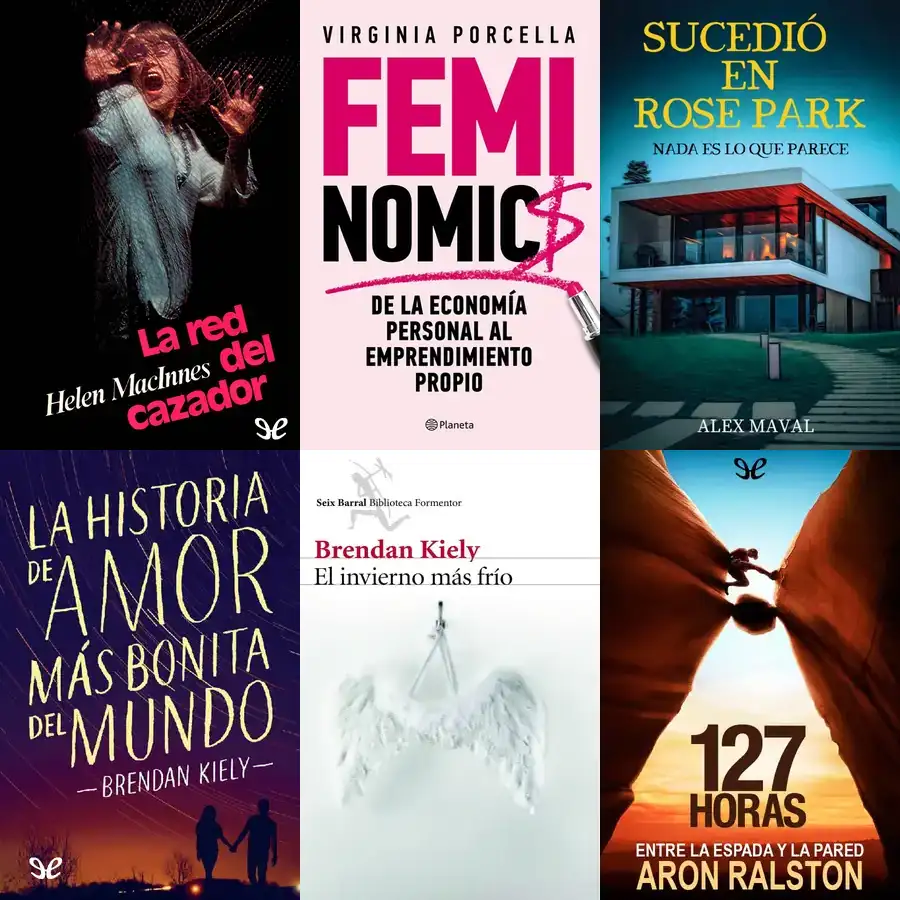 La red
del
Helen MacInnes
cazador
VIRGINIA PORCELLA
FEMI
NOMIC$
DE LA ECONOMÍA
PERSONAL AL
EMPRENDIMIENTO
PROPIO
Planeta
SUCEDIÓ
EN
ROSE PARK
NADA ES LO QUE PARECE
ALEX MAVAL
LA HISTORIA
DE AMOR
MÁS BONITA
DEL MUNDO
—BRENDAN KIELY—
Seix Barral Biblioteca Formentor
Brendan Kiely
El invierno más frío
127
HORAS
ENTRE LA ESPADA Y LA PARED
ARON RALSTON